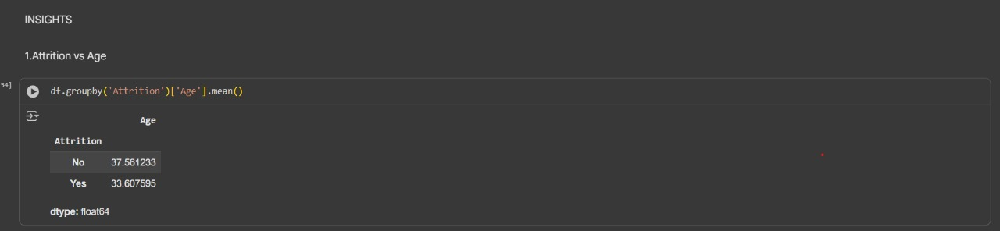 INSIGHTS
1.Attrition vs Age
54]
df.groupby('Attrition')['Age'].mean()
Age
Attrition
No 37.561233
Yes 33.607595
dtype: float64